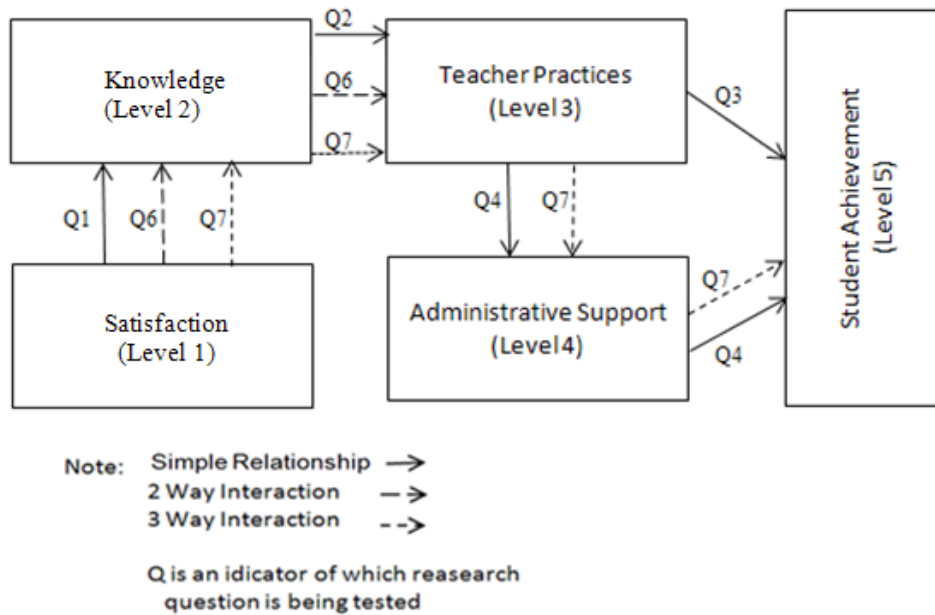 Q2
Knowledge
(Level 2)
Q6
Q7
Teacher Practices
(Level 3)
Q3
Q1
Q6
Q7
Q4
Q7
Satisfaction
(Level 1)
Administrative Support
(Level 4)
Q7
Q4
Student Achievement
(Level 5)
Note: Simple Relationship
2 Way Interaction
3 Way Interaction
Q is an idicator of which reasearch
question is being tested